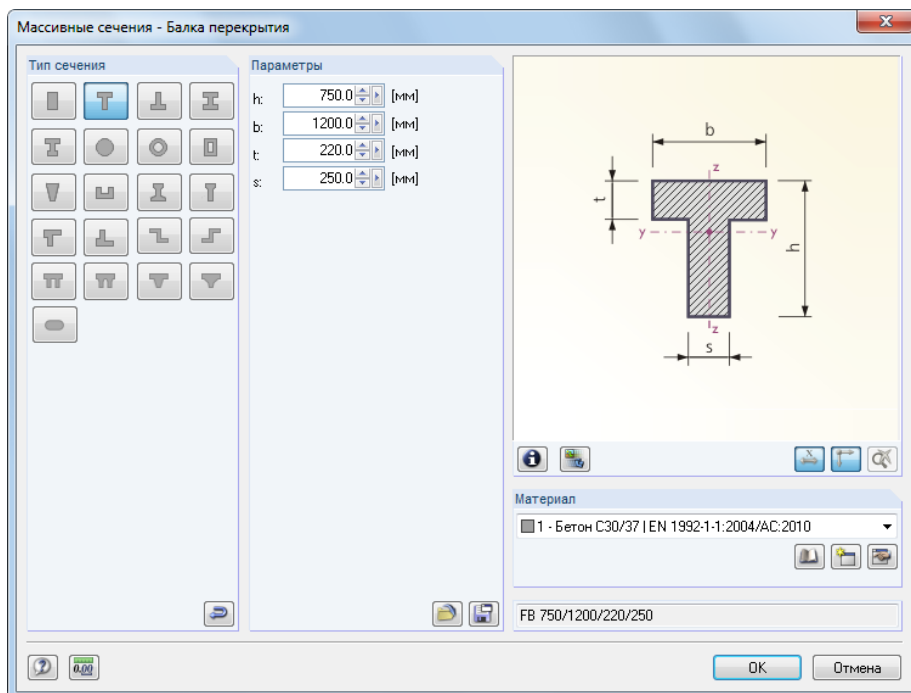 Массивные сечения - Балка перекрытия
Тип сечения
Параметры
h: 750.0 [мм]
b: 1200.0 [мм]
t: 220.0 [мм]
s: 250.0 [мм]
b
z
t
y
y
h
z
s
X
Материал
1 - Бетон C30/37 | EN 1992-1-1:2004/AC:2010
FB 750/1200/220/250
0.00
OK
Отмена